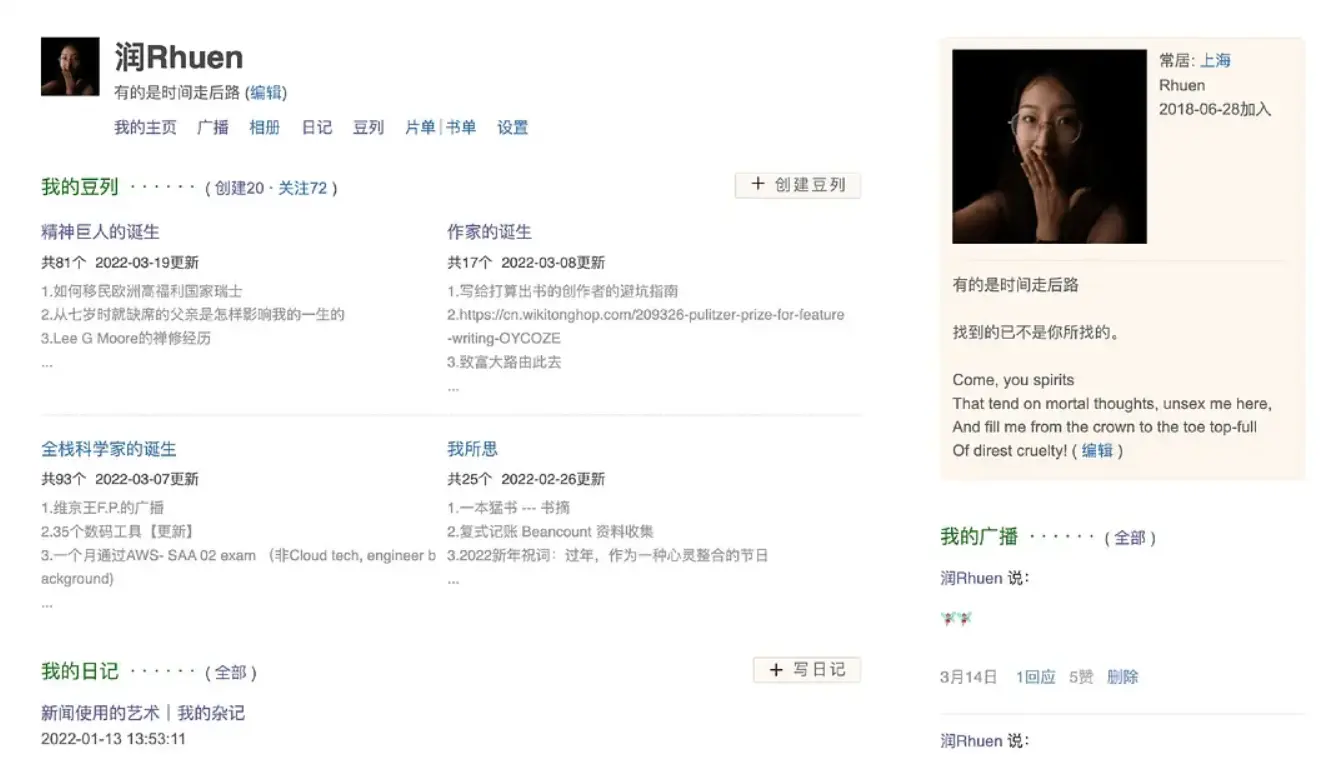 润Rhuen
有的是时间走后路 (编辑)
我的主页 广播 相册 日记 豆列 片单|书单 设置
我的豆列 · · · · · · ( 创建20 · 关注72 )
+ 创建豆列
精神巨人的诞生
共81个 2022-03-19更新
1.如何移民欧洲高福利国家瑞士
2.从七岁时就缺席的父亲是怎样影响我的一生的
3.Lee G Moore的禅修经历
...
作家的诞生
共17个 2022-03-08更新
1.写给打算出书的创作者的避坑指南
2.https://cn.wikitonghop.com/209326-pulitzer-prize-for-feature
-writing-OYCOZE
3.致富大路由此去
...
全栈科学家的诞生
共93个 2022-03-07更新
1.维京王F.P.的广播
2.35个数码工具【更新】
3.一个月通过AWS- SAA 02 exam （非Cloud tech, engineer b
ackground)
...
我所思
共25个 2022-02-26更新
1.一本猛书 --- 书摘
2.复式记账 Beancount 资料收集
3.2022新年祝词：过年，作为一种心灵整合的节日
...
我的日记 · · · · · · ( 全部 )
+ 写日记
新闻使用的艺术｜我的杂记
2022-01-13 13:53:11
常居: 上海
Rhuen
2018-06-28加入
有的是时间走后路
找到的已不是你所找的。
Come, you spirits
That tend on mortal thoughts, unsex me here,
And fill me from the crown to the toe top-full
Of direst cruelty! ( 编辑 )
我的广播 · · · · · · ( 全部 )
润Rhuen 说：
3月14日 1回应 5赞 删除
润Rhuen 说：